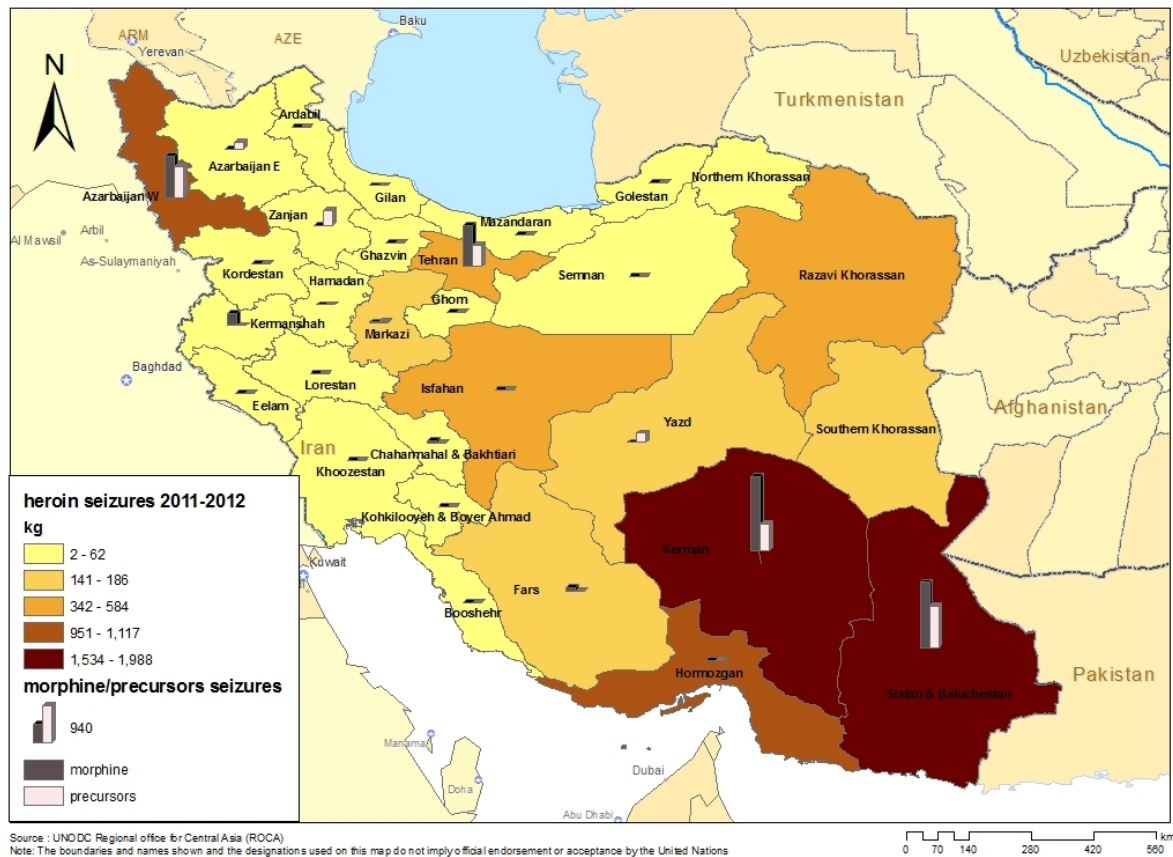 Baku
ARM
AZE
Yerevan
Uzbekistan
N
Turkmenistan
Ardabil
Azarbaijan E
Northern Khorassan
Gilan
Golestan
Azarbaijan W
Zanjan
Mazandaran
Al Mawsil
Arbil
Ghazvin
Tehran
As-Sulaymaniyah
Kordestan
Semnan
Razavi Khorassan
Hamadan
Ghom
Kermanshah
Markazi
Baghdad
Lorestan
Isfahan
Eelam
Afghanistan
Yazd
Southern Khorassan
Iran
Chaharmahal & Bakhtiari
Khoozestan
Kohkilooyeh & Boyer Ahmad
Kerman
Kuwait
Fars
Booshehr
Hormozgan
Pakistan
Sistan & Baluchestan
Manama
Dubai
Doha
Abu Dhabi
heroin seizures 2011-2012
kg
2 - 62
141 - 186
342 - 584
951 - 1,117
1,534 - 1,988
morphine/precursors seizures
940
morphine
precursors
km
0 70 140 280 420 560
Source : UNODC Regional office for Central Asia (ROCA)
Note: The boundaries and names shown and the designations used on this map do not imply official endorsement or acceptance by the United Nations